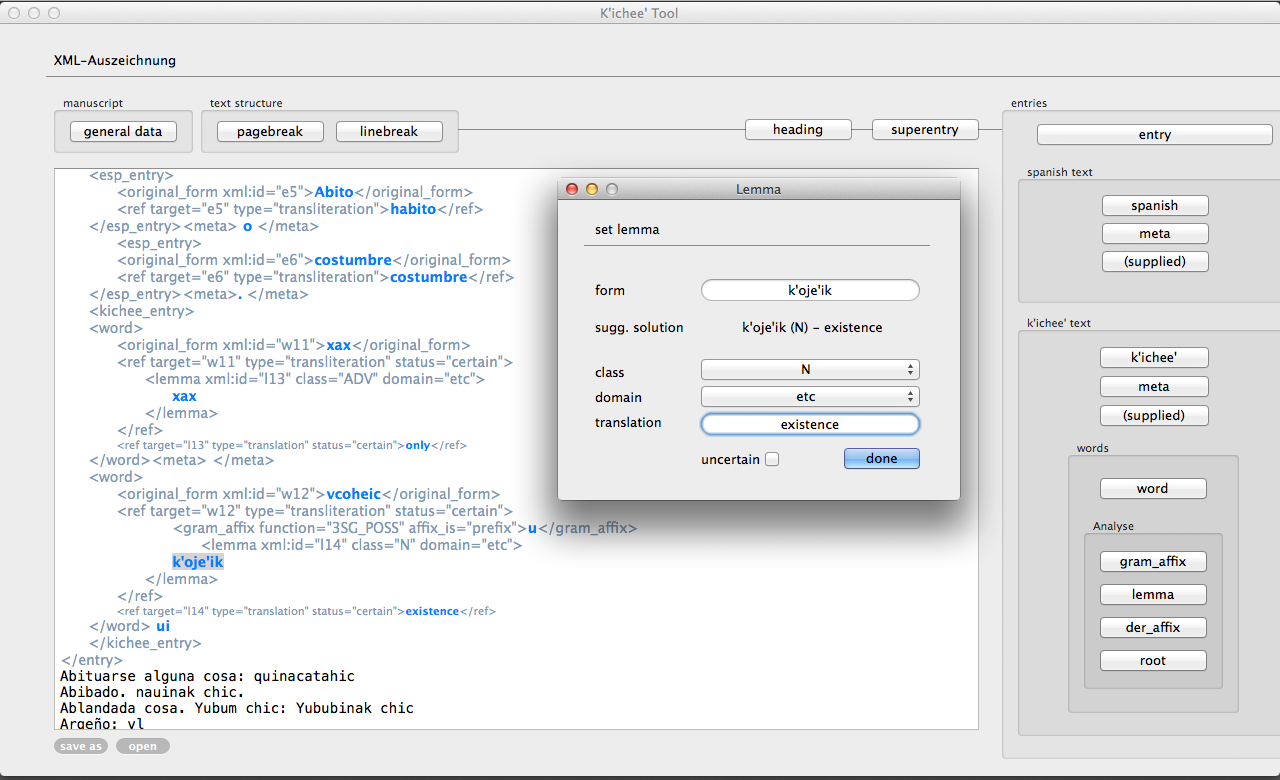 K'ichee' Tool
XML-Auszeichnung
manuscript
general data
text structure
pagebreak
linebreak
heading
superentry
entries
entry
spanish text
spanish
meta
(supplied)
k'ichee' text
k'ichee'
meta
(supplied)
words
word
Analyse
gram_affix
lemma
der_affix
root
<esp_entry>
<original_form xml:id="e5">Abito</original_form>
<ref target="e5" type="transliteration">habito</ref>
</esp_entry><meta> o </meta>
<esp_entry>
<original_form xml:id="e6">costumbre</original_form>
<ref target="e6" type="transliteration">costumbre</ref>
</esp_entry><meta>. </meta>
<kichee_entry>
<word>
<original_form xml:id="w11">xax</original_form>
<ref target="w11" type="transliteration" status="certain">
<lemma xml:id="l13" class="ADV" domain="etc">
xax
</lemma>
</ref>
<ref target="l13" type="translation" status="certain">only</ref>
</word><meta> </meta>
<word>
<original_form xml:id="w12">vcoheic</original_form>
<ref target="w12" type="transliteration" status="certain">
<gram_affix function="3SG_POSS" affix_is="prefix">u</gram_affix>
<lemma xml:id="l14" class="N" domain="etc">
k'oje'ik
</lemma>
</ref>
<ref target="l14" type="translation" status="certain">existence</ref>
</word> ui
</kichee_entry>
</entry>
Abituarse alguna cosa: quinacatahic
Abibado. nauinak chic.
Ablandada cosa. Yubum chic: Yububinak chic
Argeño: vl
save as
open
Lemma
set lemma
form
k'oje'ik
sugg. solution
k'oje'ik (N) – existence
class
N
domain
etc
translation
existence
uncertain
done